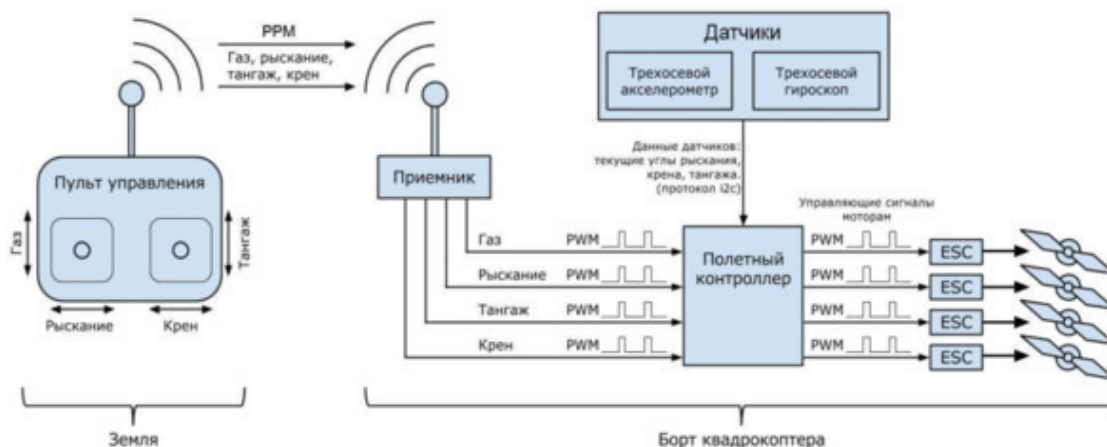 PPM
Газ, рыскание,
тангаж, крен
Датчики
Трехосевой
акселерометр
Трехосевой
гироскоп
Данные датчиков:
текущие углы рыскания,
крена, тангажа.
(протокол i2c)
Пульт управления
Газ
Тангаж
Рыскание
Крен
Приемник
Управляющие сигналы
моторам
Газ
PWM
Рыскание
PWM
Тангаж
PWM
Крен
PWM
Полетный
контроллер
PWM
ESC
PWM
ESC
PWM
ESC
PWM
ESC
Земля
Борт квадрокоптера